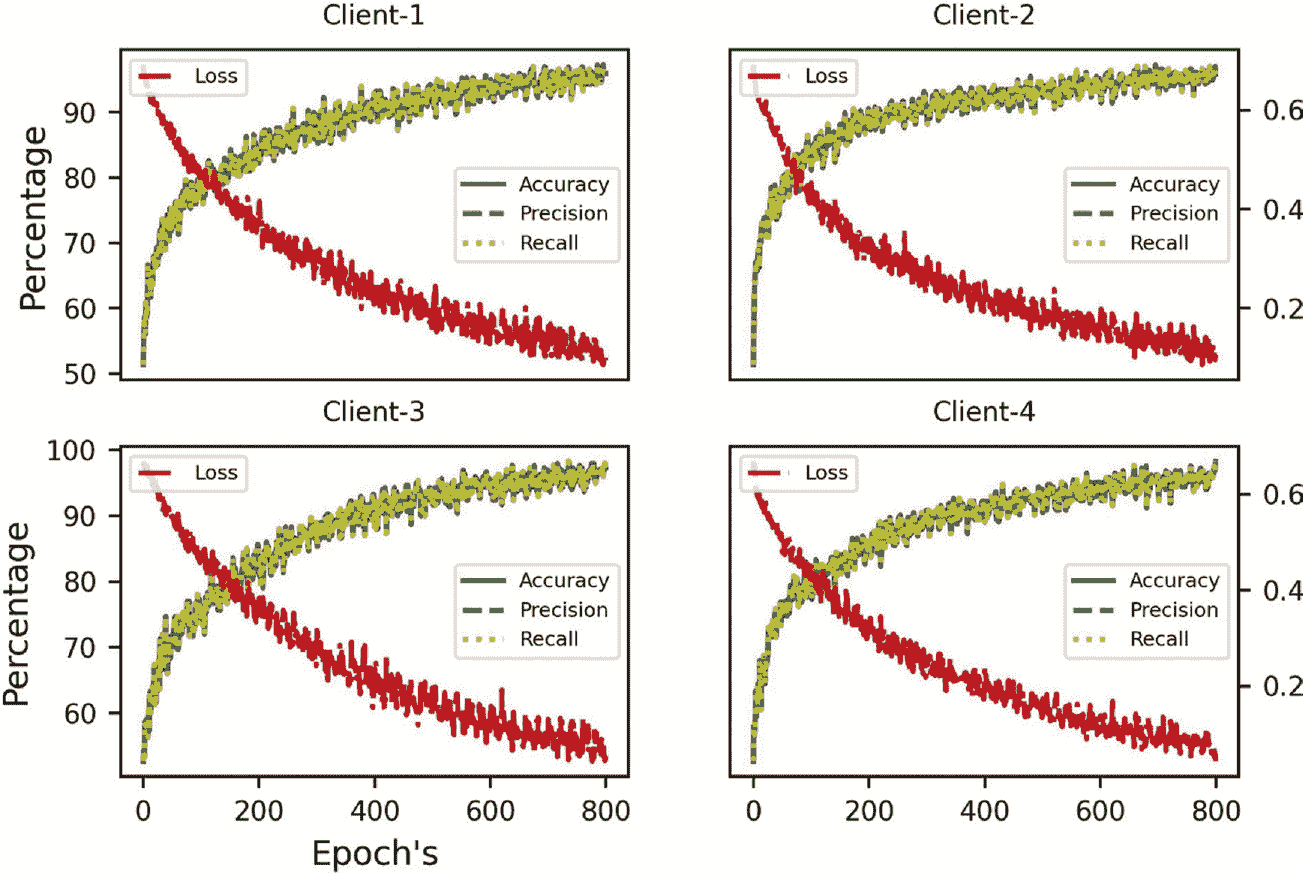 Client-1
Client-2
Loss
Loss
90
80
70
60
50
Percentage
Accuracy
Precision
Recall
Accuracy
Precision
Recall
0.6
0.4
0.2
Client-3
Client-4
100
90
80
70
60
Percentage
Loss
Loss
Accuracy
Precision
Recall
Accuracy
Precision
Recall
0.6
0.4
0.2
0 200 400 600 800
0 200 400 600 800
Epoch's